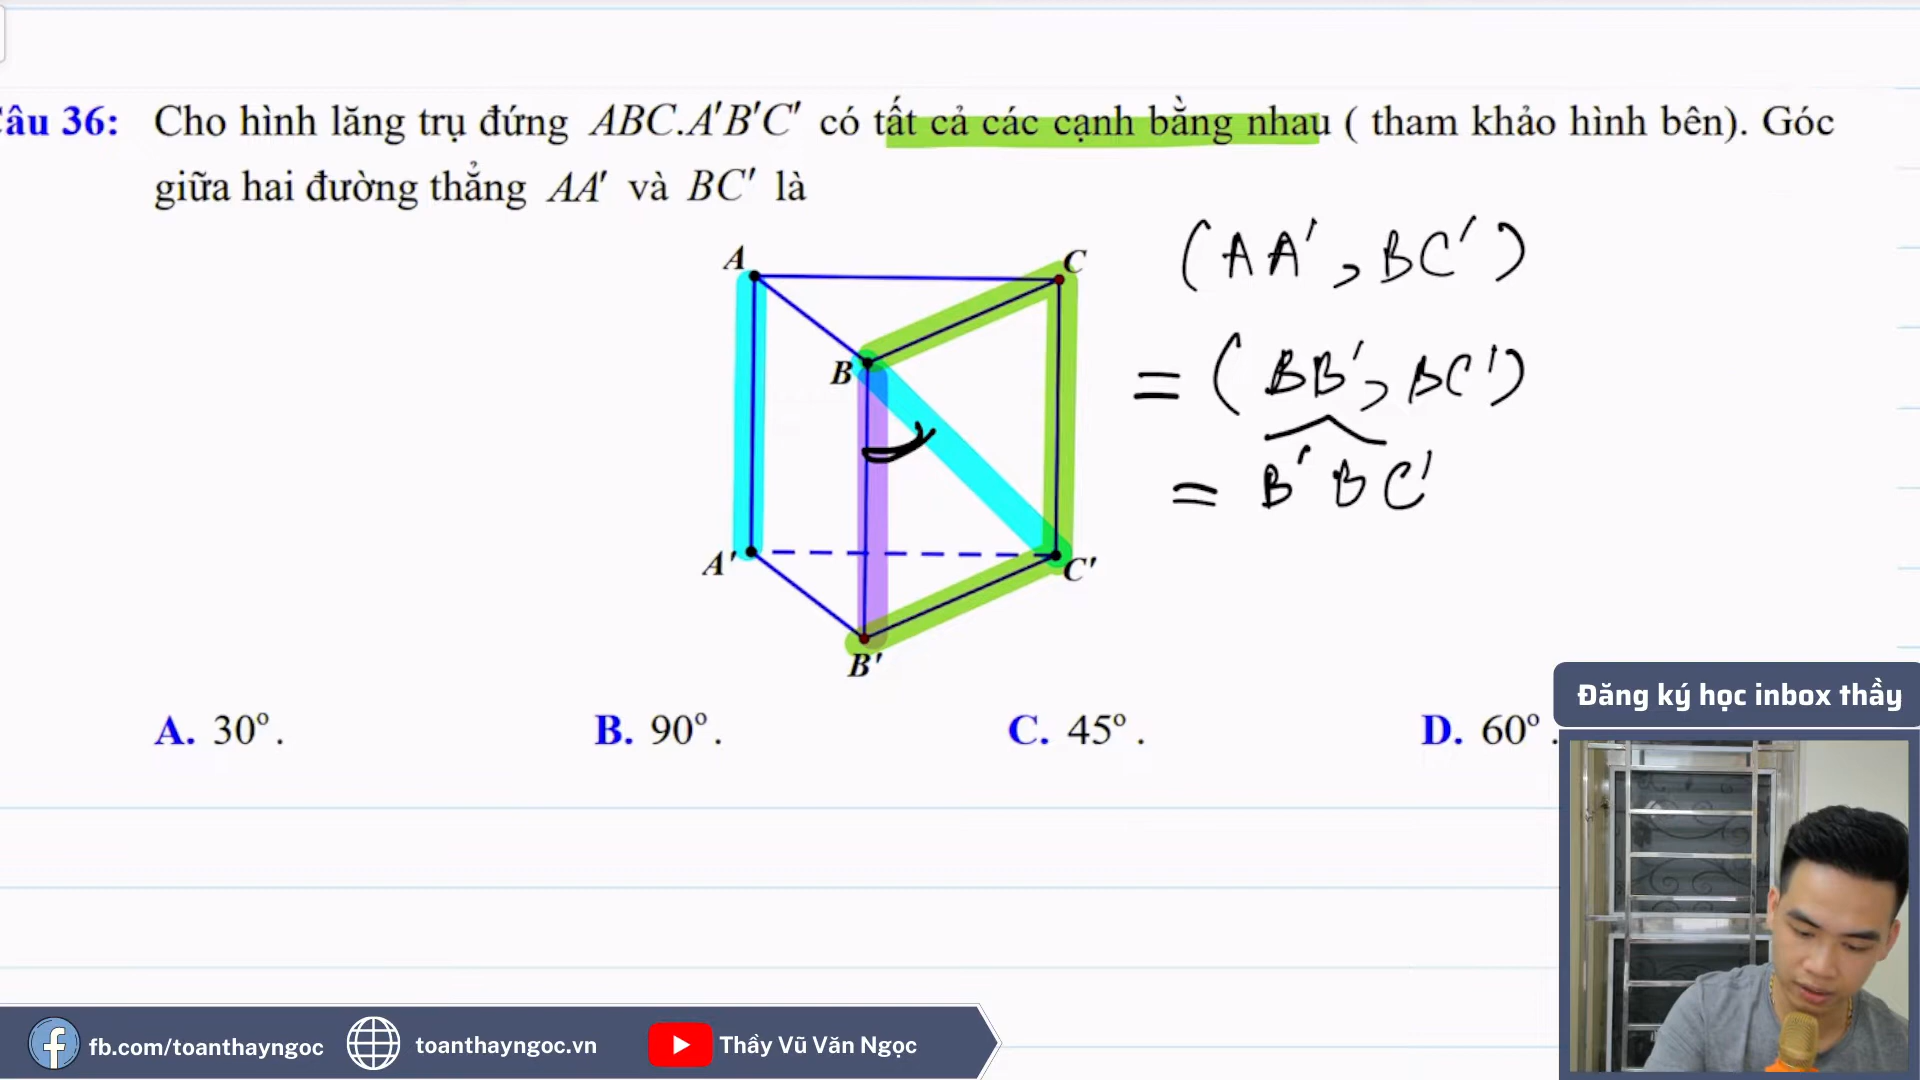 âu 36: Cho hình lăng trụ đứng ABC.A'B'C' có tất cả các cạnh bằng nhau ( tham khảo hình bên). Góc
giữa hai đường thẳng AA' và BC' là
A
C
B
A'
C'
B'
(AA', BC')
= (BB', BC')
= B'BC'
A. 30°.
B. 90°.
C. 45°.
D. 60°.
Đăng ký học inbox thầy
fb.com/toanthayngoc
toanthayngoc.vn
Thầy Vũ Văn Ngọc